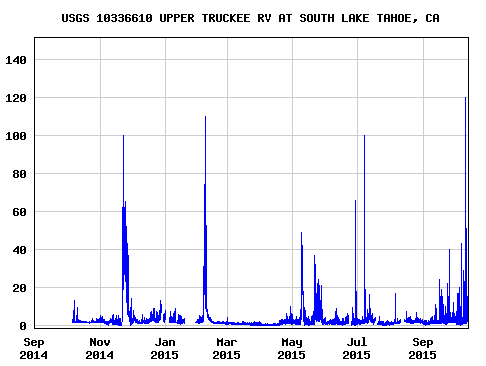 USGS 10336610 UPPER TRUCKEE RV AT SOUTH LAKE TAHOE, CA
140
120
100
80
60
40
20
0
Sep Nov Jan Mar May Jul Sep
2014 2014 2015 2015 2015 2015 2015